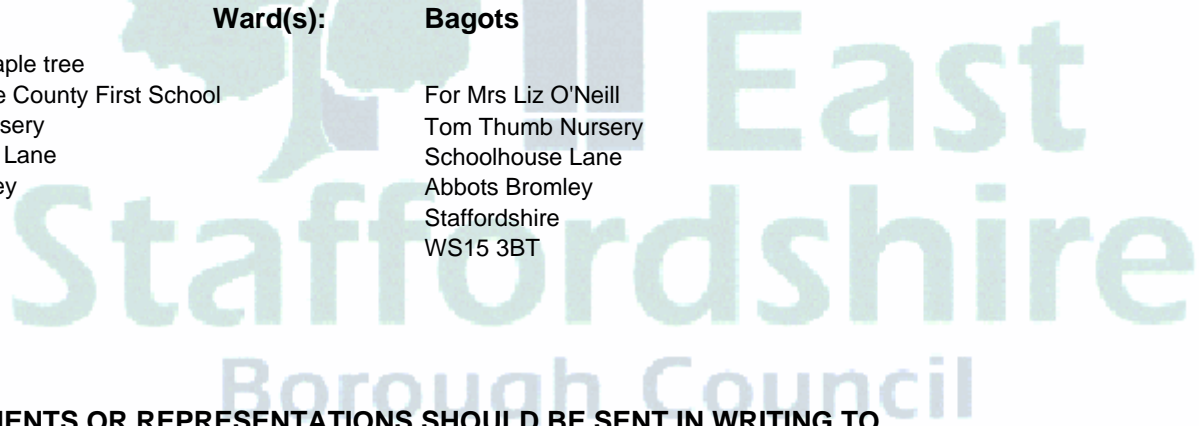 Ward(s): Bagots
aple tree
e County First School For Mrs Liz O'Neill
sery Tom Thumb Nursery
Lane Schoolhouse Lane
ey Abbots Bromley
Staffordshire
WS15 3BT
East
Staffordshire
Borough Council
MENTS OR REPRESENTATIONS SHOULD BE SENT IN WRITING TO